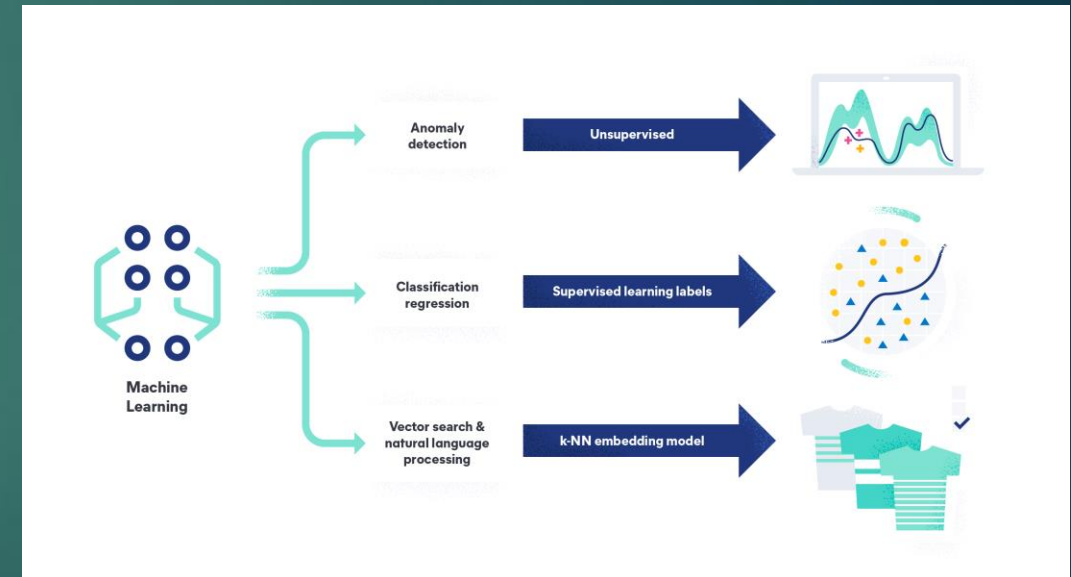 Machine
Learning
Anomaly
detection
Unsupervised
Classification
regression
Supervised learning labels
Vector search &
natural language
processing
k-NN embedding model